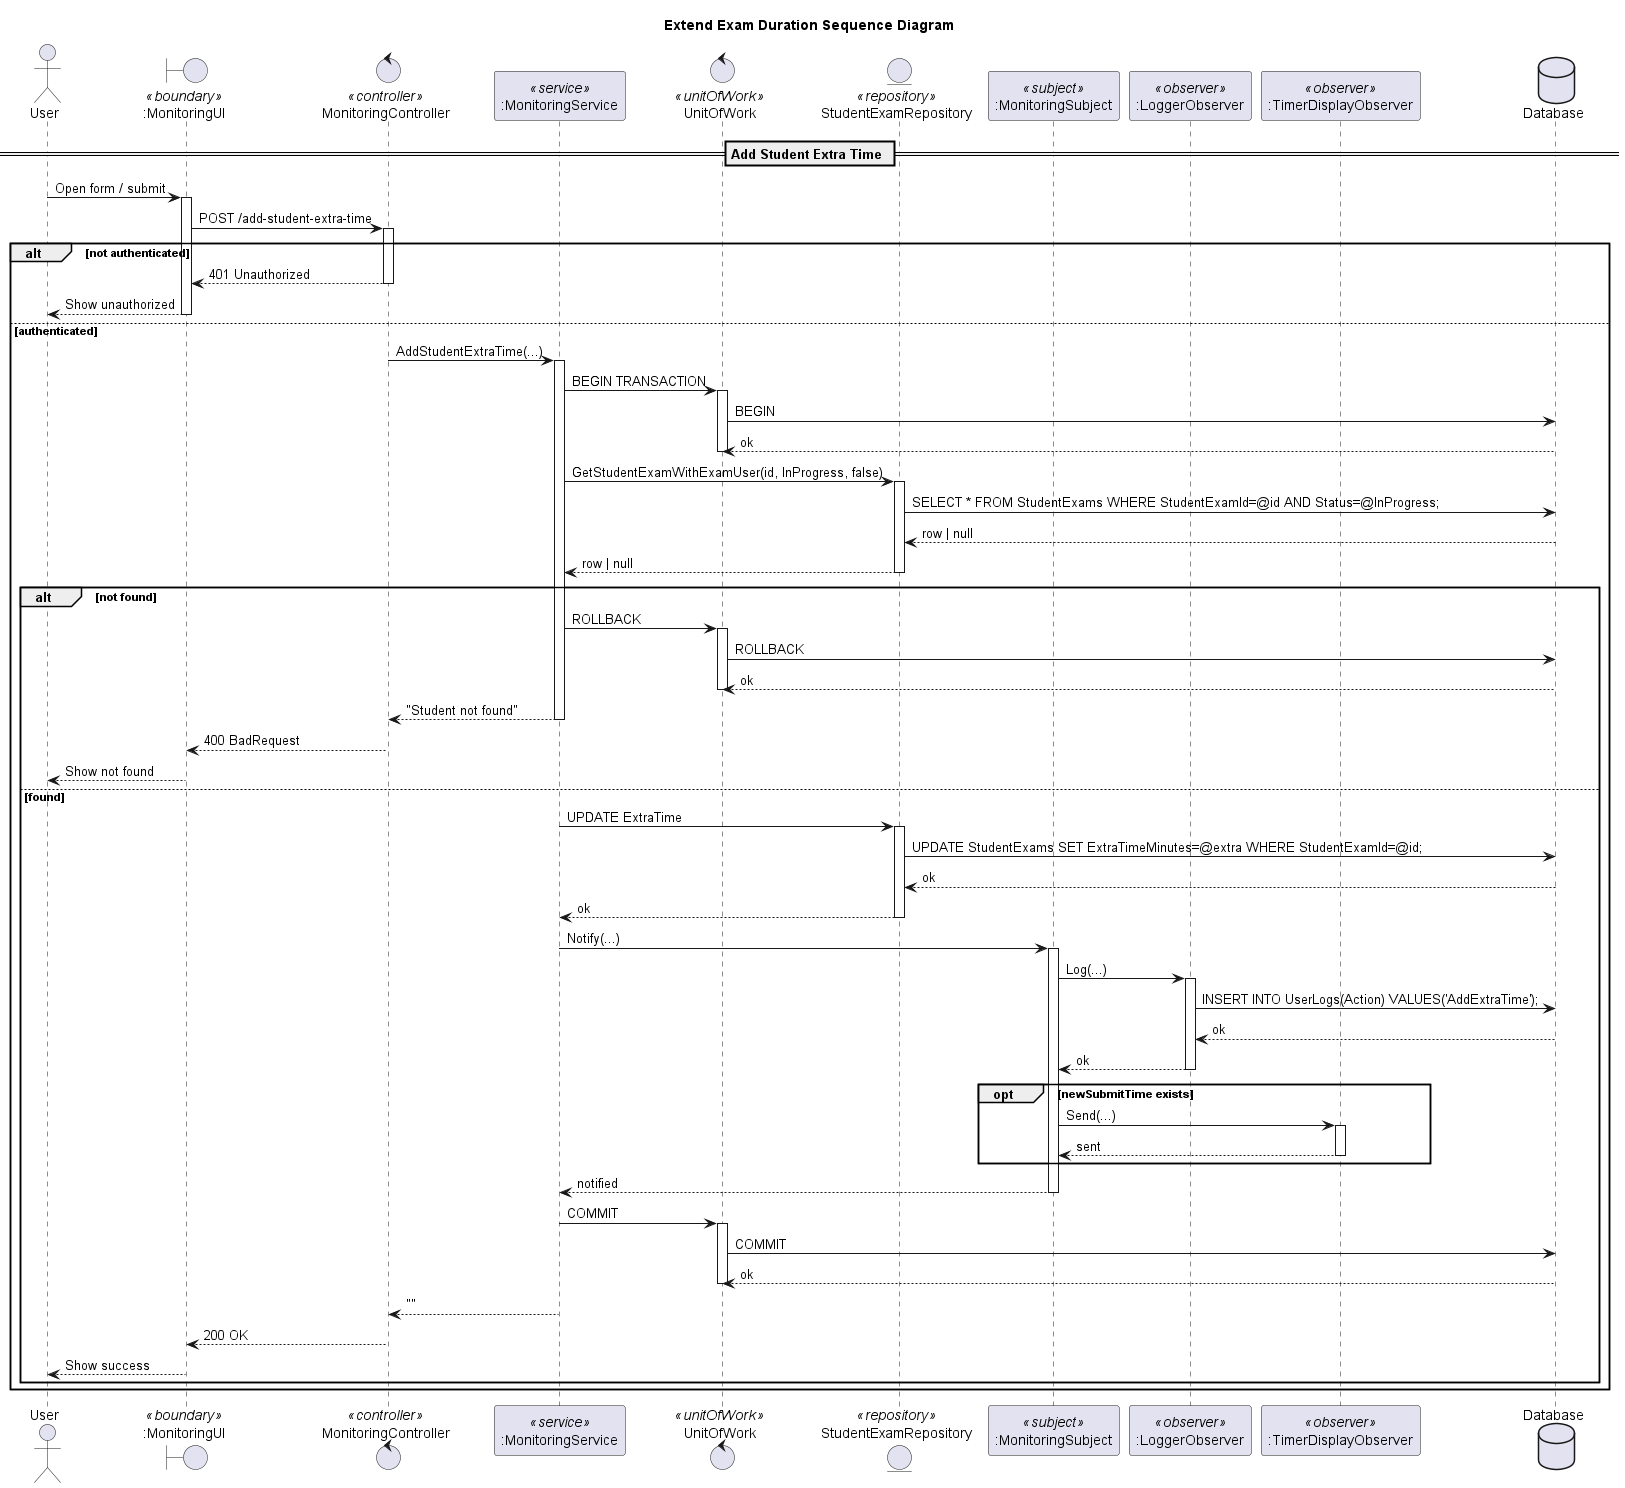 Extend Exam Duration Sequence Diagram
User
«boundary»
:MonitoringUI
«controller»
MonitoringController
«service»
:MonitoringService
«unitOfWork»
UnitOfWork
«repository»
StudentExamRepository
«subject»
:MonitoringSubject
«observer»
:LoggerObserver
«observer»
:TimerDisplayObserver
Database
Add Student Extra Time
Open form / submit
POST /add-student-extra-time
alt [not authenticated]
401 Unauthorized
Show unauthorized
[authenticated]
AddStudentExtraTime(...)
BEGIN TRANSACTION
BEGIN
ok
GetStudentExamWithExamUser(id, InProgress, false)
SELECT * FROM StudentExams WHERE StudentExamId=@id AND Status=@InProgress;
row | null
row | null
alt [not found]
ROLLBACK
ROLLBACK
ok
"Student not found"
400 BadRequest
Show not found
[found]
UPDATE ExtraTime
UPDATE StudentExams SET ExtraTimeMinutes=@extra WHERE StudentExamId=@id;
ok
ok
Notify(...)
Log(...)
INSERT INTO UserLogs(Action) VALUES('AddExtraTime');
ok
ok
opt [newSubmitTime exists]
Send(...)
sent
notified
COMMIT
COMMIT
ok
""
200 OK
Show success
User
«boundary»
:MonitoringUI
«controller»
MonitoringController
«service»
:MonitoringService
«unitOfWork»
UnitOfWork
«repository»
StudentExamRepository
«subject»
:MonitoringSubject
«observer»
:LoggerObserver
«observer»
:TimerDisplayObserver
Database